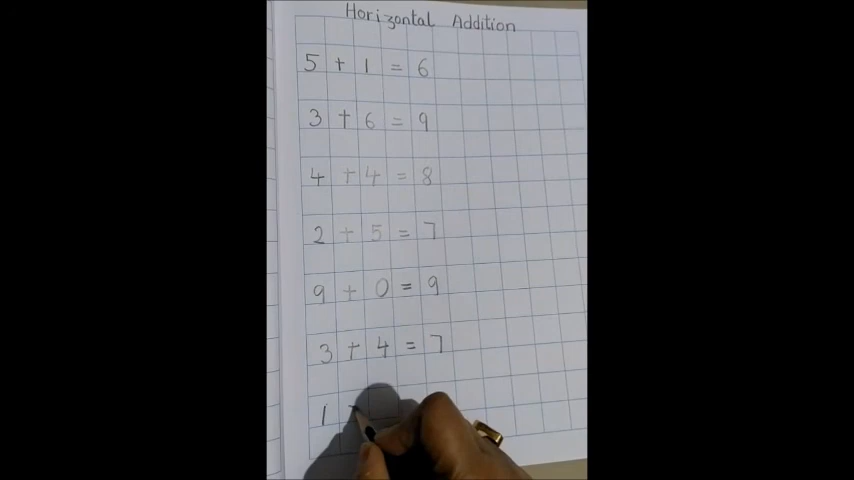 Horizontal Addition
5 + 1 = 6
3 + 6 = 9
4 + 4 = 8
2 + 5 = 7
9 + 0 = 9
3 + 4 = 7
1